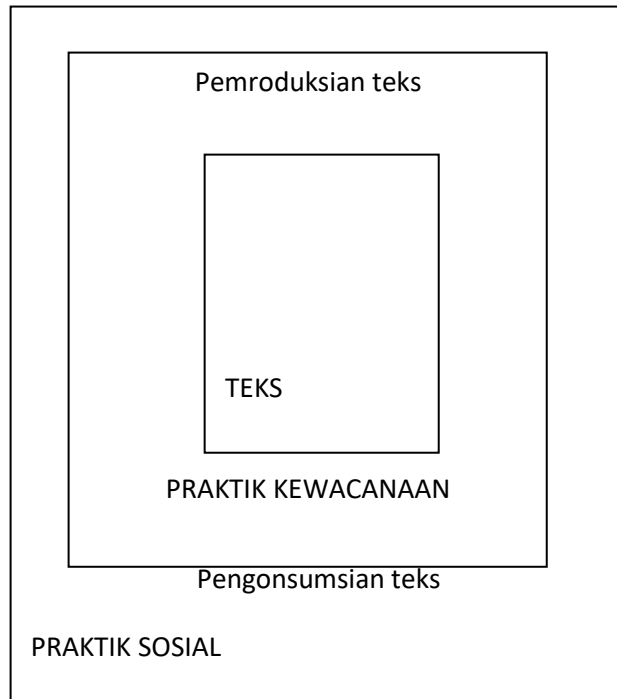 Pemroduksian teks
TEKS
PRAKTIK KEWACANAAN
Pengonsumsian teks
PRAKTIK SOSIAL